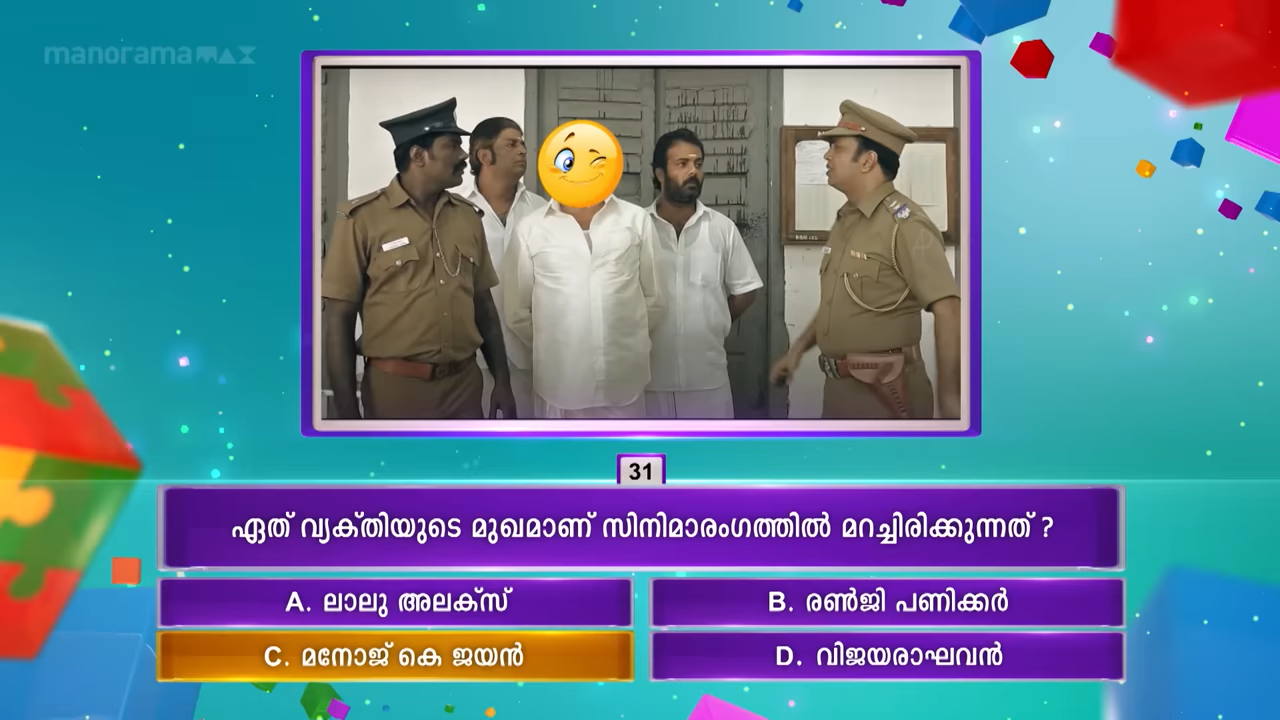 manorama MAX
31
ഏത് വ്യക്തിയുടെ മുഖമാണ് സിനിമാരംഗത്തിൽ മറച്ചിരിക്കുന്നത് ?
A. ലാലു അലക്സ്
B. രൺജി പണിക്കർ
C. മനോജ് കെ ജയൻ
D. വിജയരാഘവൻ